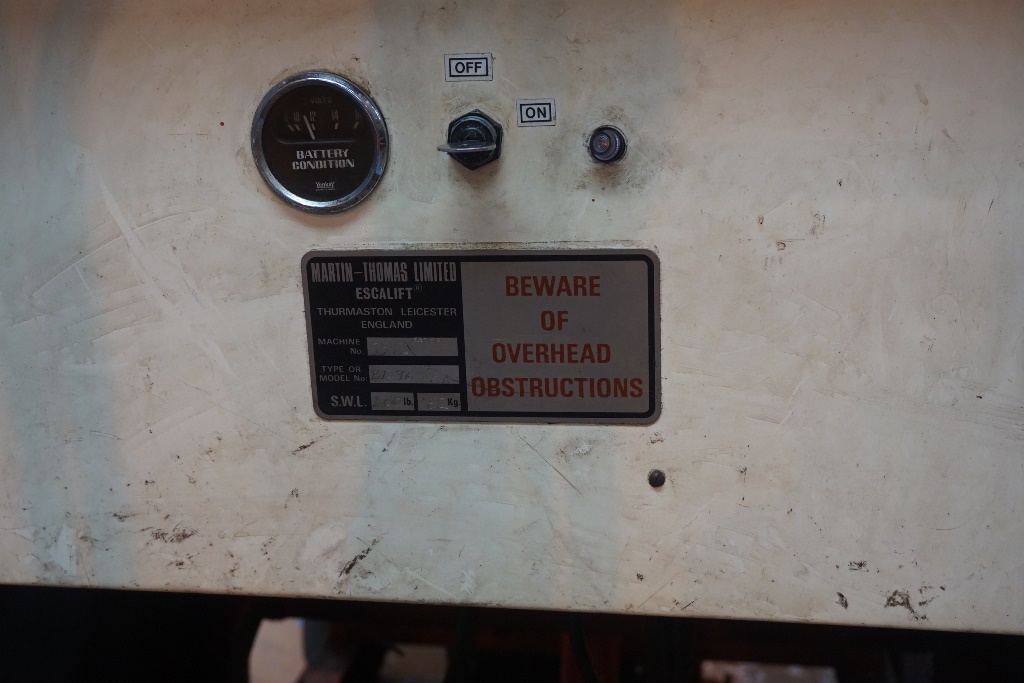 OFF
ON
VOLTS
BATTERY
CONDITION
MARTIN-THOMAS LIMITED
ESCALIFT (R)
THURMASTON LEICESTER
ENGLAND
MACHINE
No.
TYPE OR
MODEL No.
S.W.L. lb. Kg.
BEWARE
OF
OVERHEAD
OBSTRUCTIONS